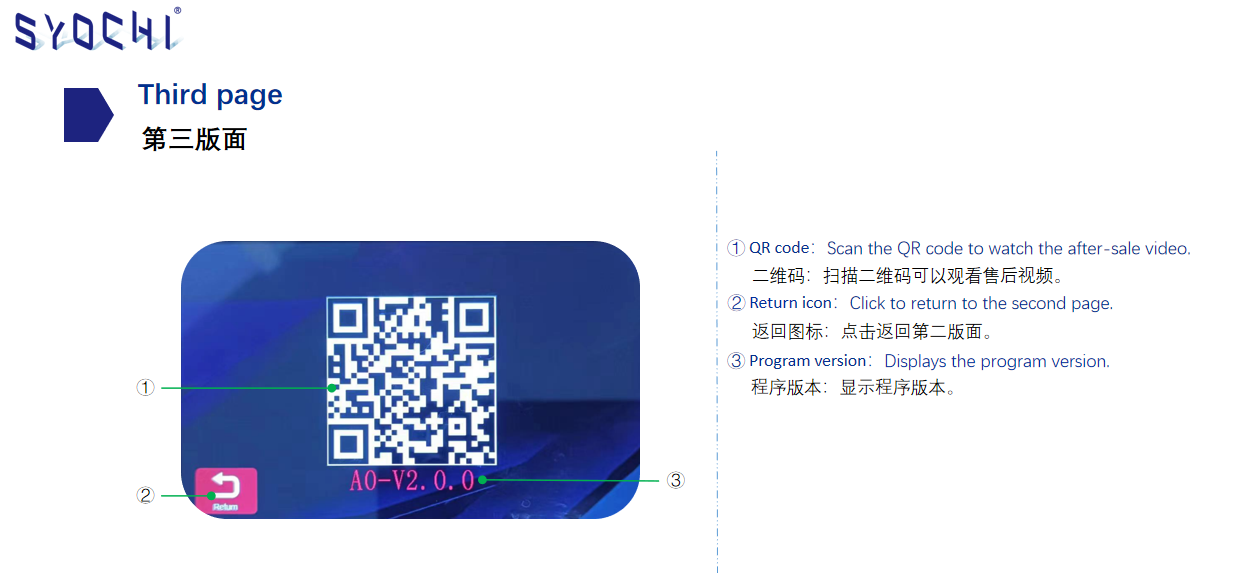 SYOCHI®
Third page
第三版面
① QR code：Scan the QR code to watch the after-sale video.
二维码：扫描二维码可以观看售后视频。
② Return icon：Click to return to the second page.
返回图标：点击返回第二版面。
③ Program version：Displays the program version.
程序版本：显示程序版本。
①
A0-V2.0.0
③
②
Return